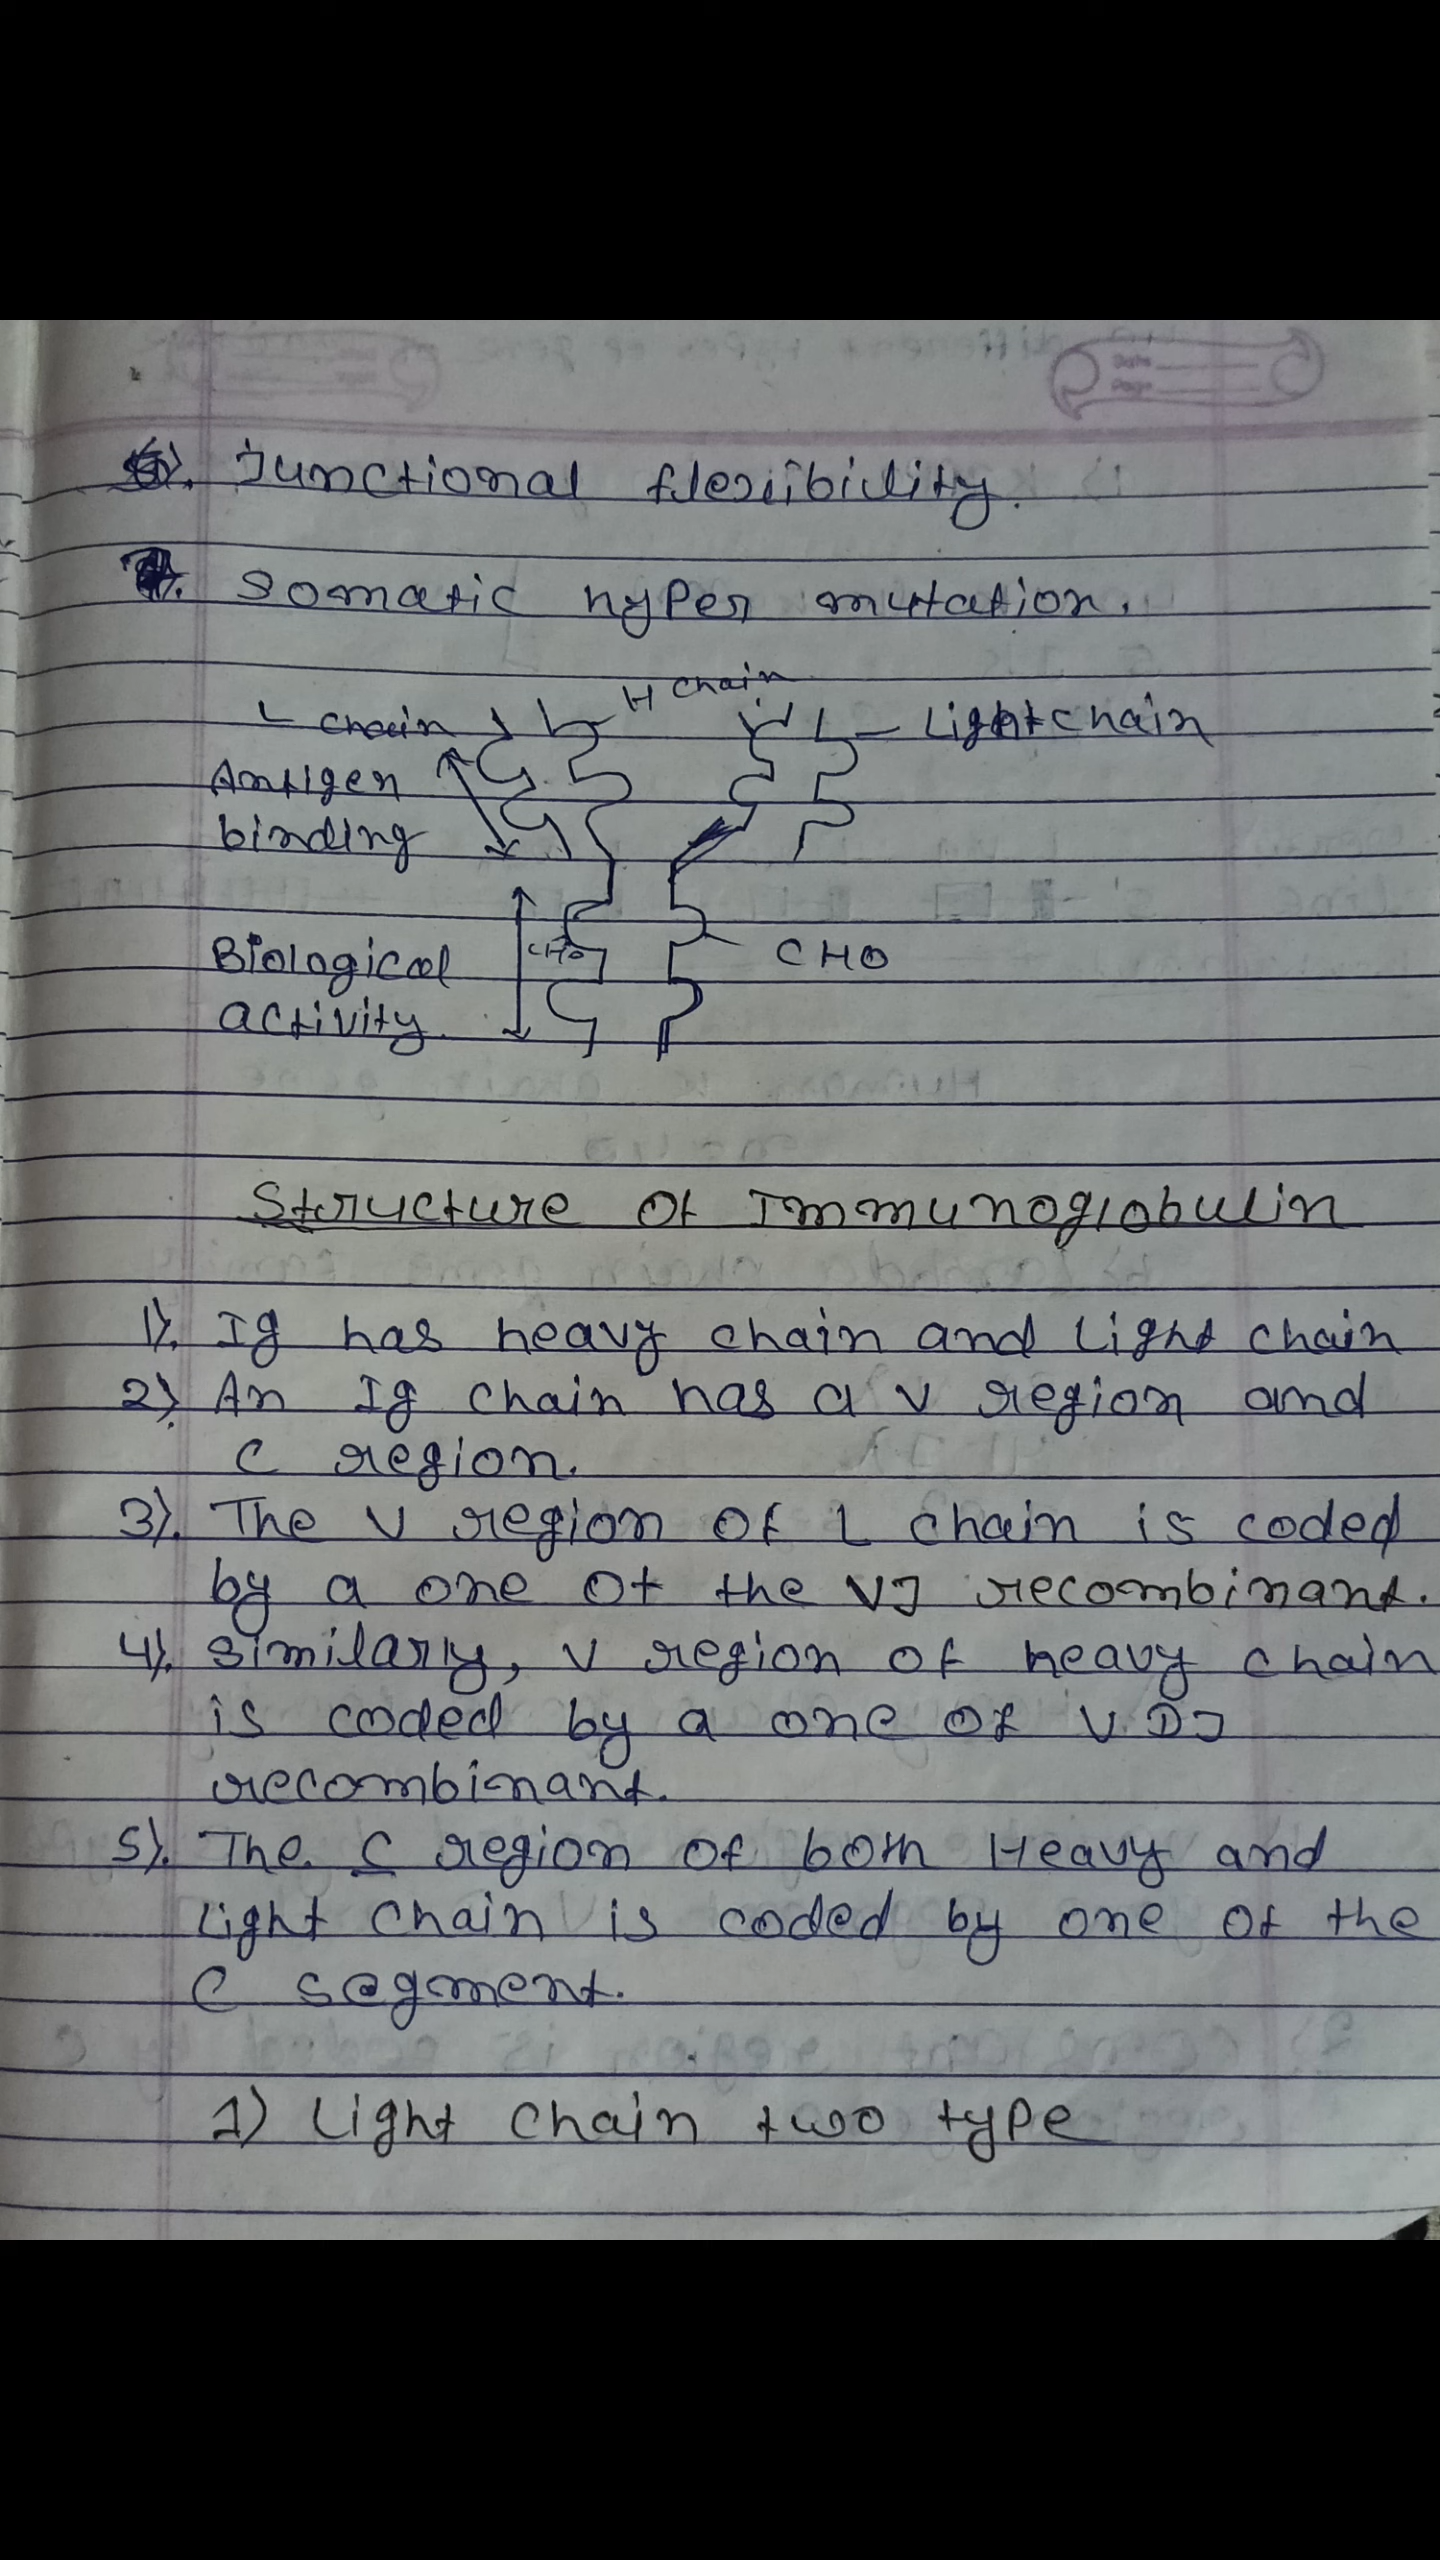 6). Junctional flexiibility.
7). Somatic hyper mutation.
H chain
L chain
Light chain
Antigen
binding
CHO
CHO
Biological
activity.
Structure of Immunoglobulin
1). Ig has heavy chain and Light chain
2). An Ig chain has a V region and
C region.
3). The V region of L chain is coded
by a one of the VJ recombinant.
4). Similarly, V region of heavy chain
is coded by a one of V.DJ
recombinant.
5). The. C region of both Heavy and
Light chain is coded by one of the
C segment.
1) Light chain two type